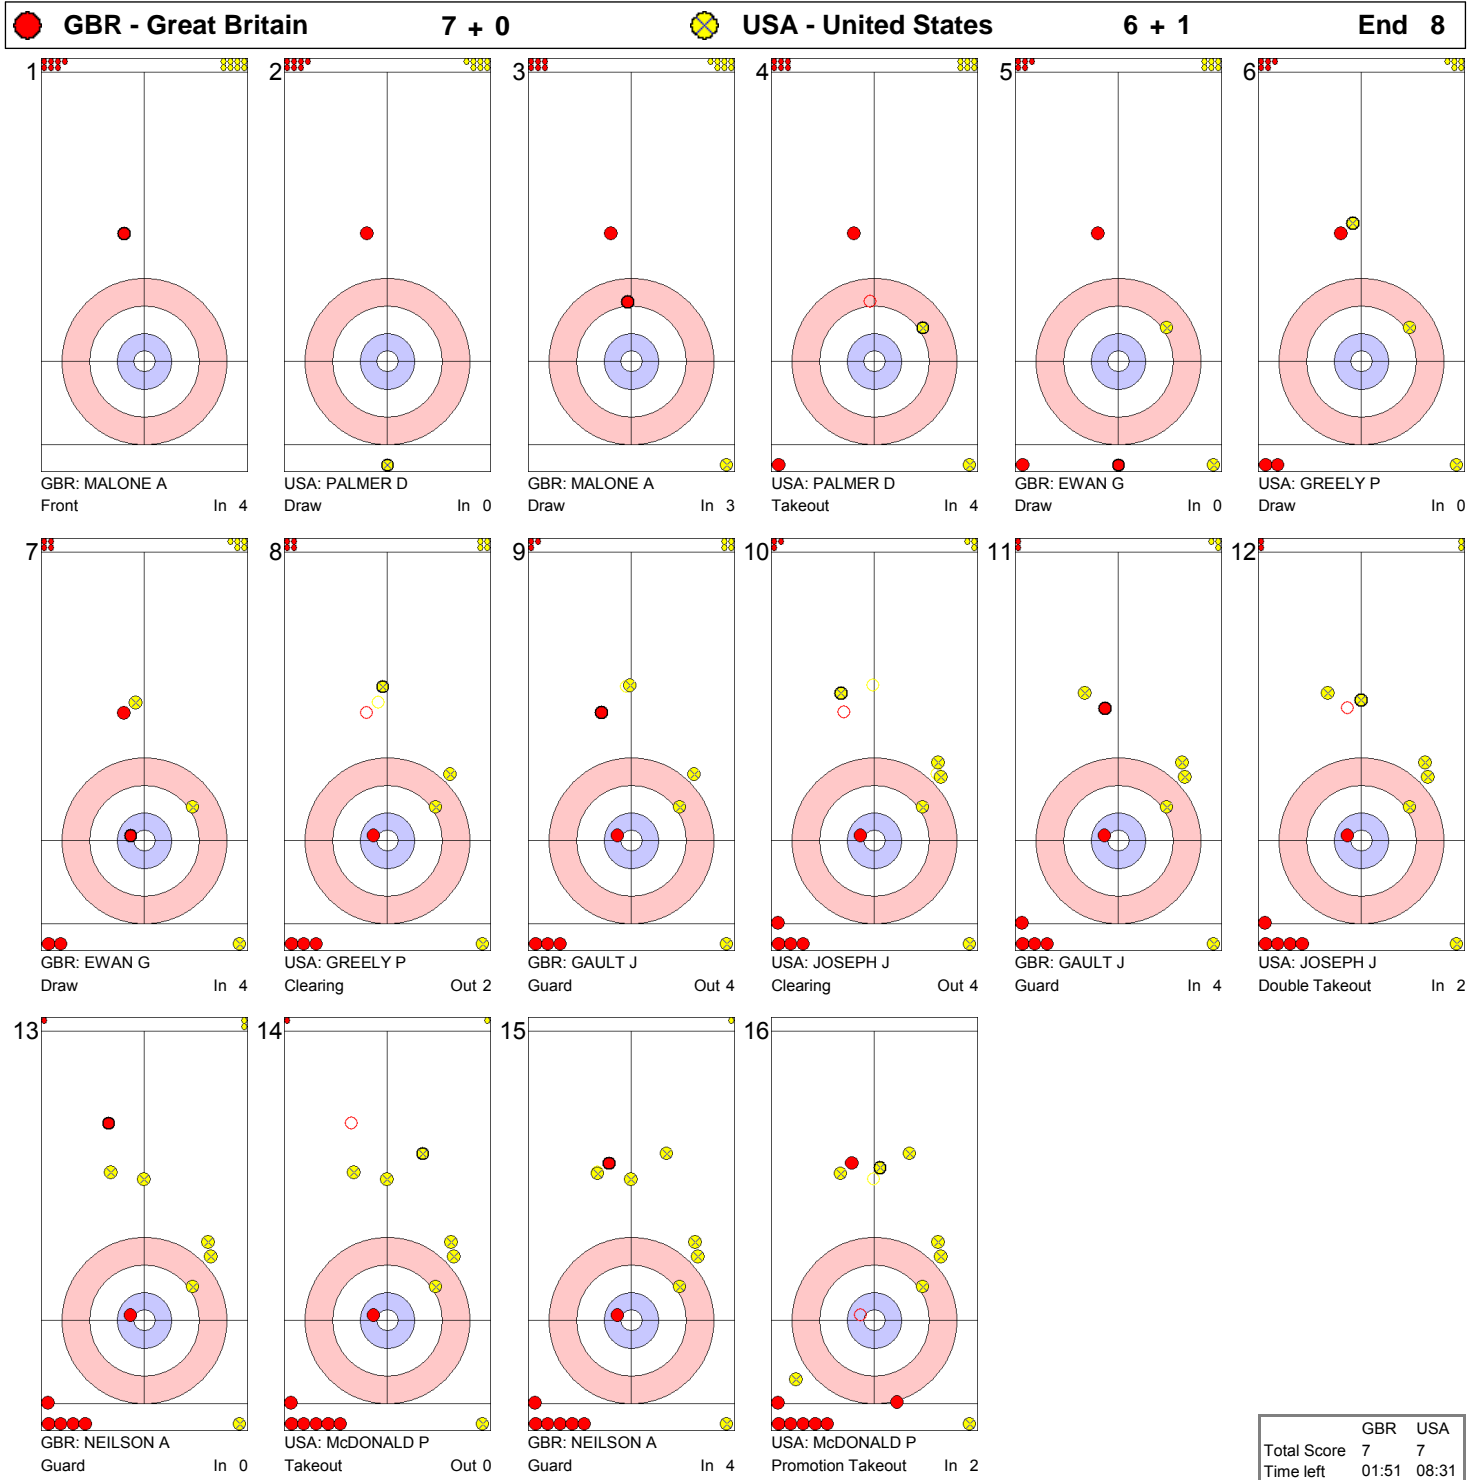 GBR - Great Britain 7 + 0 USA - United States 6 + 1 End 8
1 2 3 4 5 6
GBR: MALONE A USA: PALMER D GBR: MALONE A USA: PALMER D GBR: EWAN G USA: GREELY P
Front In 4 Draw In 0 Draw In 3 Takeout In 4 Draw In 0 Draw In 0
7 8 9 10 11 12
GBR: EWAN G USA: GREELY P GBR: GAULT J USA: JOSEPH J GBR: GAULT J USA: JOSEPH J
Draw In 4 Clearing Out 2 Guard Out 4 Clearing Out 4 Guard In 4 Double Takeout In 2
13 14 15 16
GBR: NEILSON A USA: McDONALD P GBR: NEILSON A USA: McDONALD P
Guard In 0 Takeout Out 0 Guard In 4 Promotion Takeout In 2
GBR USA
Total Score 7 7
Time left 01:51 08:31